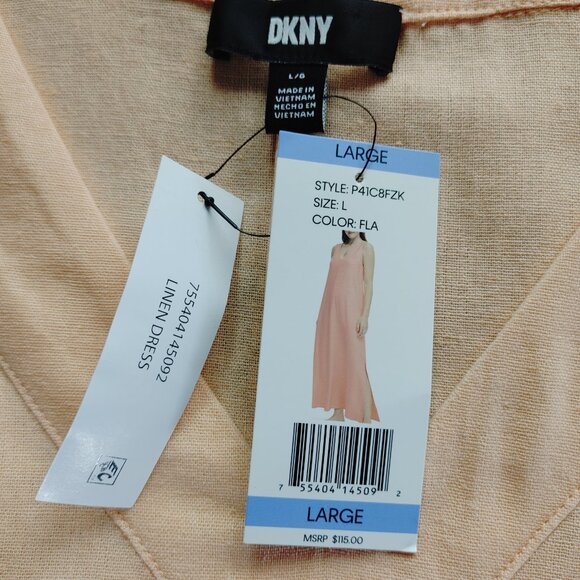 DKNY
L/G
MADE IN
VIETNAM
HECHO EN
VIETNAM
LARGE
STYLE: P41C8FZK
SIZE: L
COLOR: FLA
7 55404 14509 2
LARGE
MSRP $115.00
755404145092
LINEN DRESS